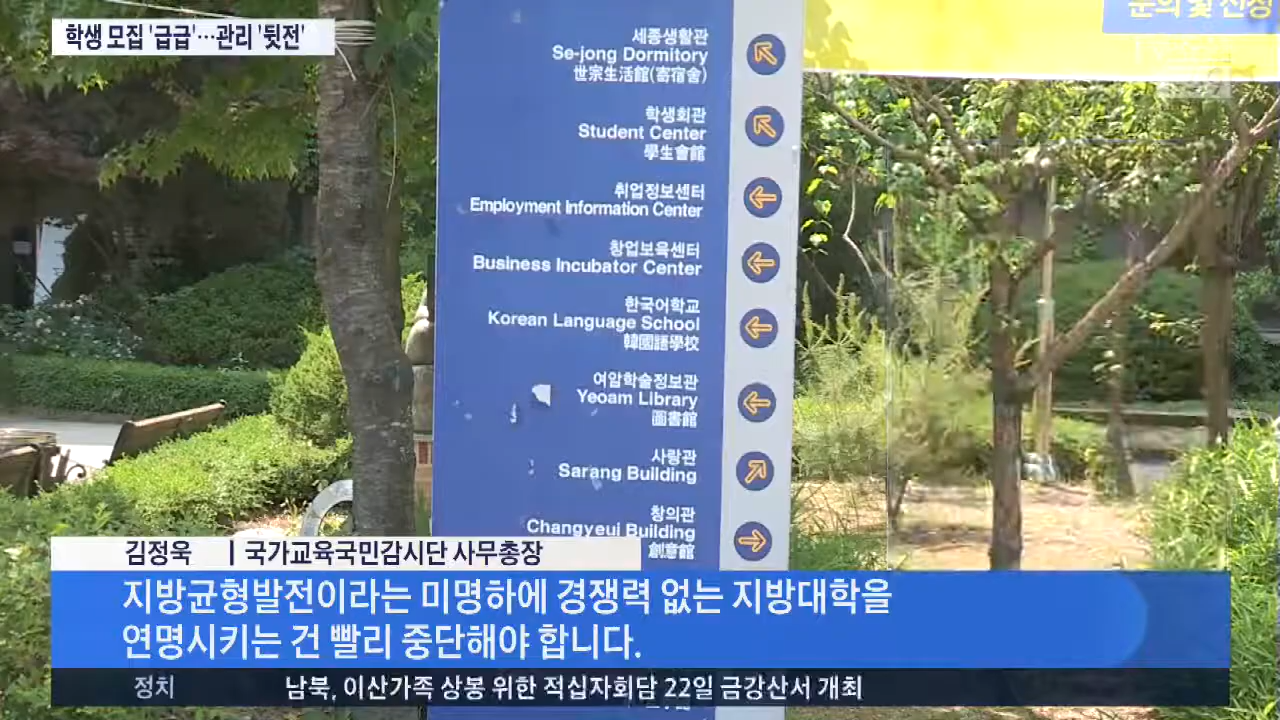 학생 모집 '급급'…관리 '뒷전'
문의 및 신청
세종생활관
Se-jong Dormitory
世宗生活館(寄宿舍)
학생회관
Student Center
學生會館
취업정보센터
Employment Information Center
창업보육센터
Business Incubator Center
한국어학교
Korean Language School
韓國語學校
여암학술정보관
Yeoam Library
圖書館
사랑관
Sarang Building
창의관
Changyeui Building
創意館
김정욱 | 국가교육국민감시단 사무총장
지방균형발전이라는 미명하에 경쟁력 없는 지방대학을
연명시키는 건 빨리 중단해야 합니다.
정치 남북, 이산가족 상봉 위한 적십자회담 22일 금강산서 개최